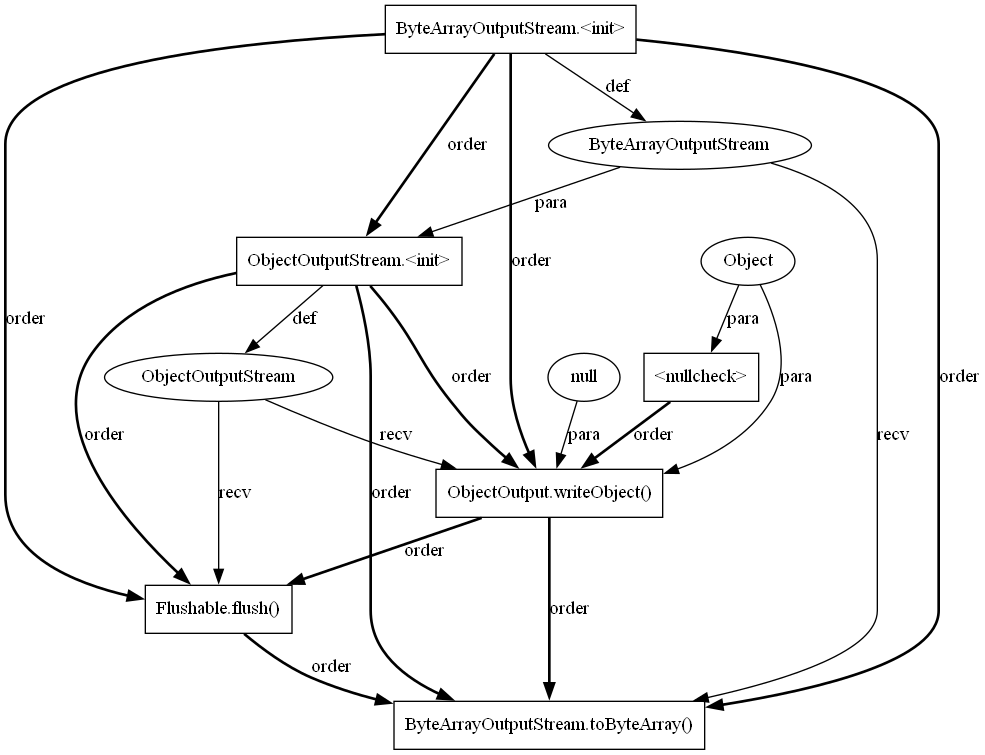 ByteArrayOutputStream.<init>
def
order
ByteArrayOutputStream
para
ObjectOutputStream.<init>
order
Object
order
def
para
ObjectOutputStream
null
<nullcheck>
order
para
order
order
recv
para
order
recv
ObjectOutput.writeObject()
recv
order
order
Flushable.flush()
order
order
ByteArrayOutputStream.toByteArray()